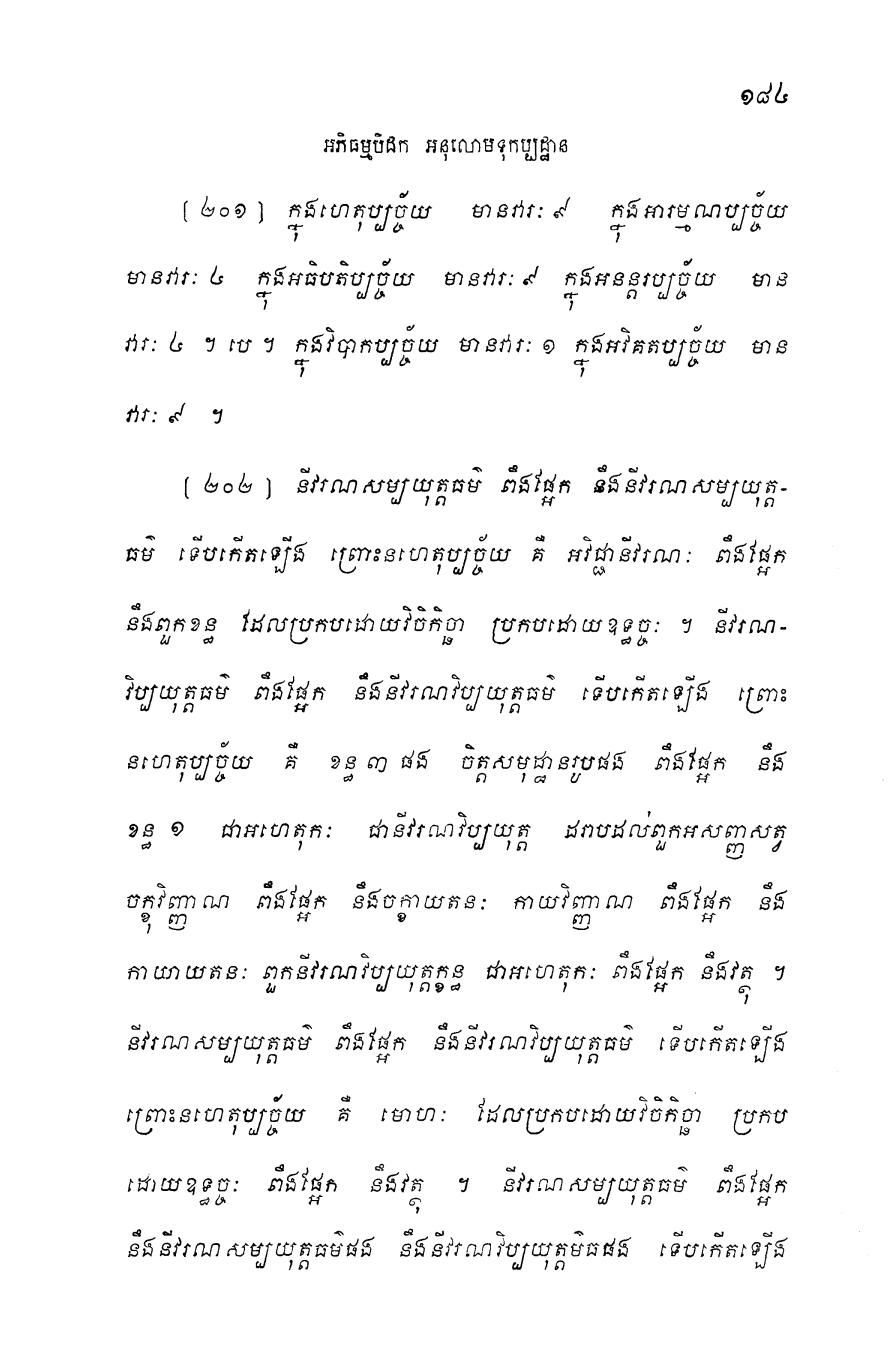 ១៨៤
អភិធម្មបិដក អនុលោមទុកប្បដ្ឋាន
[ ២០១ ] ក្នុងហេតុប្បច្ច័យ មានវារៈ ៩ ក្នុងអារម្មណប្បច្ច័យ
មានវារៈ ៤ ក្នុងអធិបតិប្បច្ច័យ មានវារៈ ៩ ក្នុងអនន្តរប្បច្ច័យ មាន
វារៈ ៤ ។ បេ ។ ក្នុងវិបាកប្បច្ច័យ មានវារៈ ១ ក្នុងអវិគតប្បច្ច័យ មាន
វារៈ ៩ ។
[ ២០២ ] នីវរណសម្បយុត្តធម៌ ពឹងផ្អែក នឹងនីវរណសម្បយុត្ត-
ធម៌ ទើបកើតឡើង ព្រោះនហេតុប្បច្ច័យ គឺ អវិជ្ជានីវរណៈ ពឹងផ្អែក
នឹងពួកខន្ធ ដែលប្រកបដោយវិចិកិច្ឆា ប្រកបដោយឧទ្ធច្ចៈ ។ នីវរណ-
វិប្បយុត្តធម៌ ពឹងផ្អែក នឹងនីវរណវិប្បយុត្តធម៌ ទើបកើតឡើង ព្រោះ
នហេតុប្បច្ច័យ គឺ ខន្ធ ៣ ផង ចិត្តសមុដ្ឋានរូបផង ពឹងផ្អែក នឹង
ខន្ធ ១ ជាអហេតុកៈ ជានីវរណវិប្បយុត្ត ដរាបដល់ពួកអសញ្ញសត្វ
ចក្ខុវិញ្ញាណ ពឹងផ្អែក នឹងចក្ខាយតនៈ កាយវិញ្ញាណ ពឹងផ្អែក នឹង
កាយាយតនៈ ពួកនីវរណវិប្បយុត្តក្ខន្ធ ជាអហេតុកៈ ពឹងផ្អែក នឹងវត្ថុ ។
នីវរណសម្បយុត្តធម៌ ពឹងផ្អែក នឹងនីវរណវិប្បយុត្តធម៌ ទើបកើតឡើង
ព្រោះនហេតុប្បច្ច័យ គឺ មោហៈ ដែលប្រកបដោយវិចិកិច្ឆា ប្រកប
ដោយឧទ្ធច្ចៈ ពឹងផ្អែក នឹងវត្ថុ ។ នីវរណសម្បយុត្តធម៌ ពឹងផ្អែក
នឹងនីវរណសម្បយុត្តធម៌ផង នឹងនីវរណវិប្បយុត្តម៌ធផង ទើបកើតឡើង